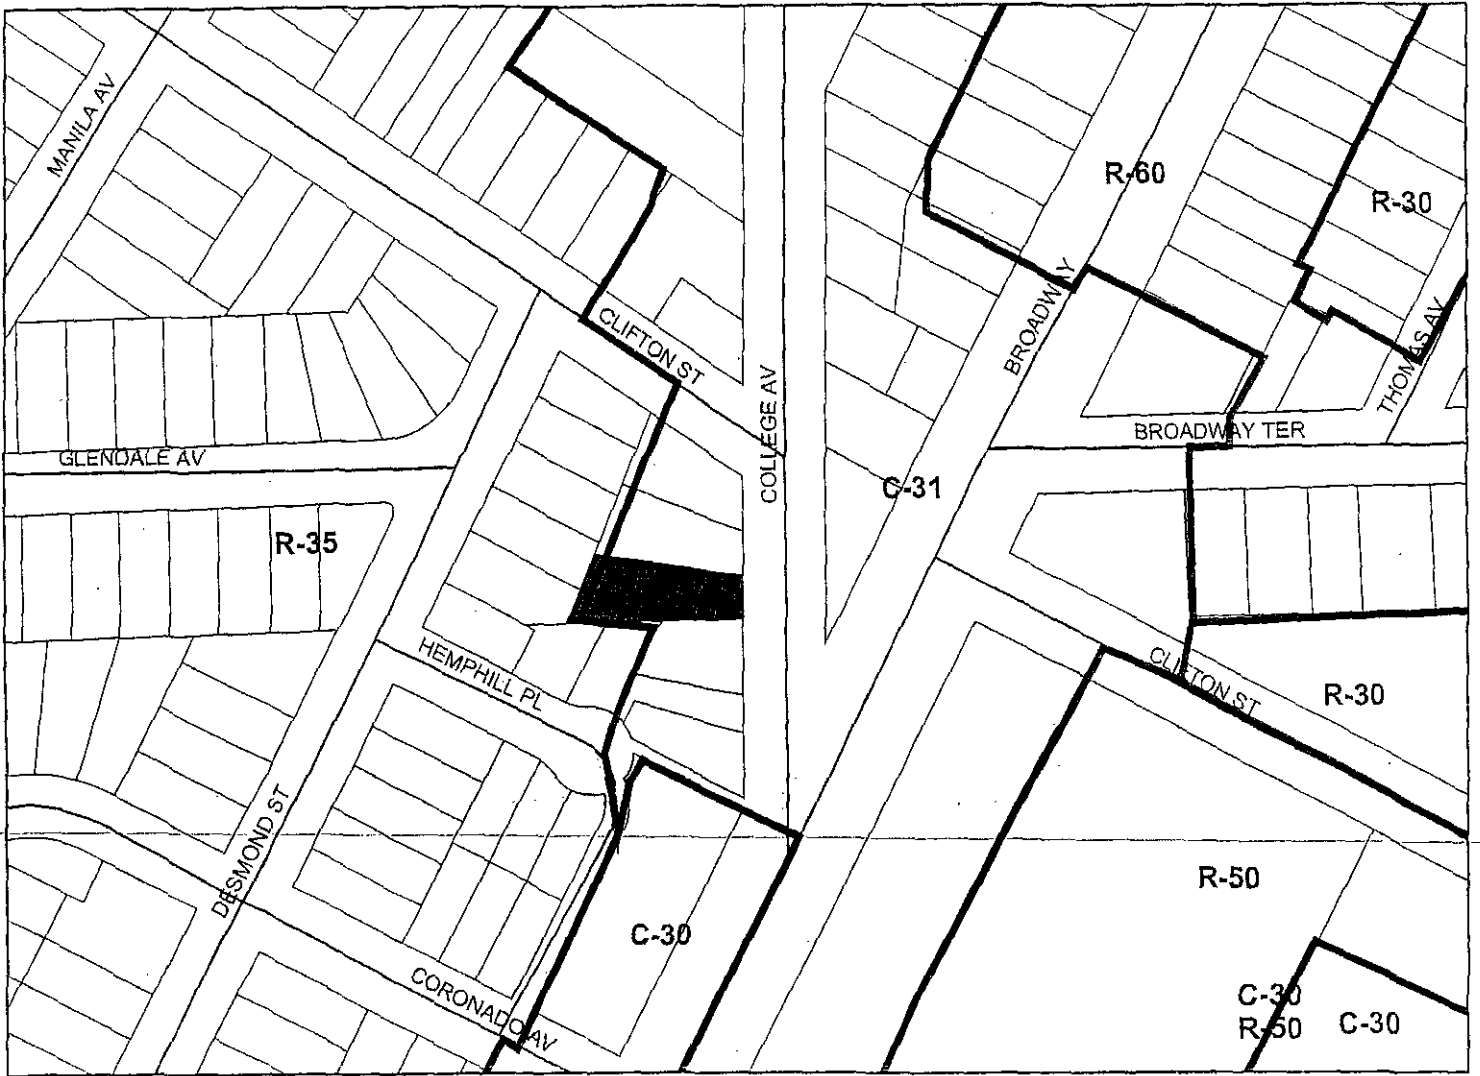 MANILA AV
R-60
R-30
CLIFTON ST
BROADWAY
THOMAS AV
COLLEGE AV
BROADWAY TER
GLENDALE AV
C-31
R-35
HEMPHILL PL
CLIFTON ST
R-30
DESMOND ST
R-50
C-30
CORONADO AV
C-30
R-50
C-30